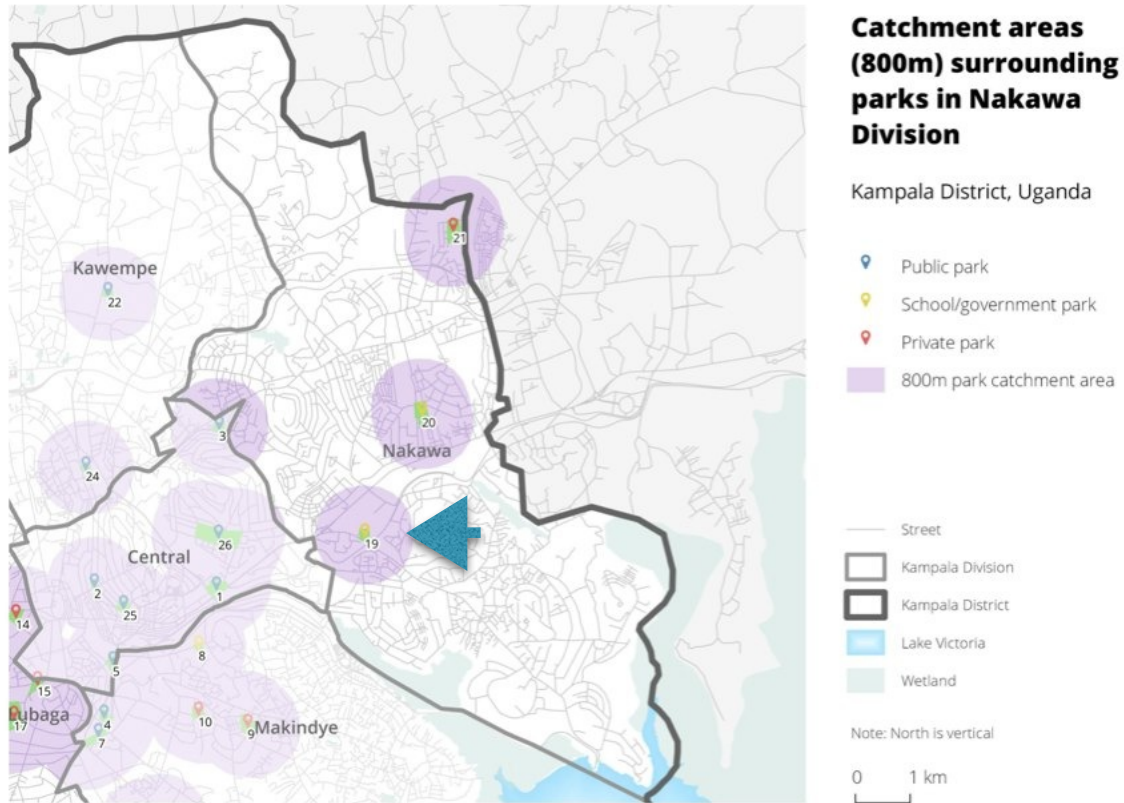 Catchment areas
(800m) surrounding
parks in Nakawa
Division
Kampala District, Uganda
Public park
School/government park
Private park
800m park catchment area
Street
Kampala Division
Kampala District
Lake Victoria
Wetland
Note: North is vertical
0 1 km
21
Kawempe
22
20
3
Nakawa
24
26
19
Central
2
1
25
14
8
5
15
ubaga
17
4
10
9
Makindye
7